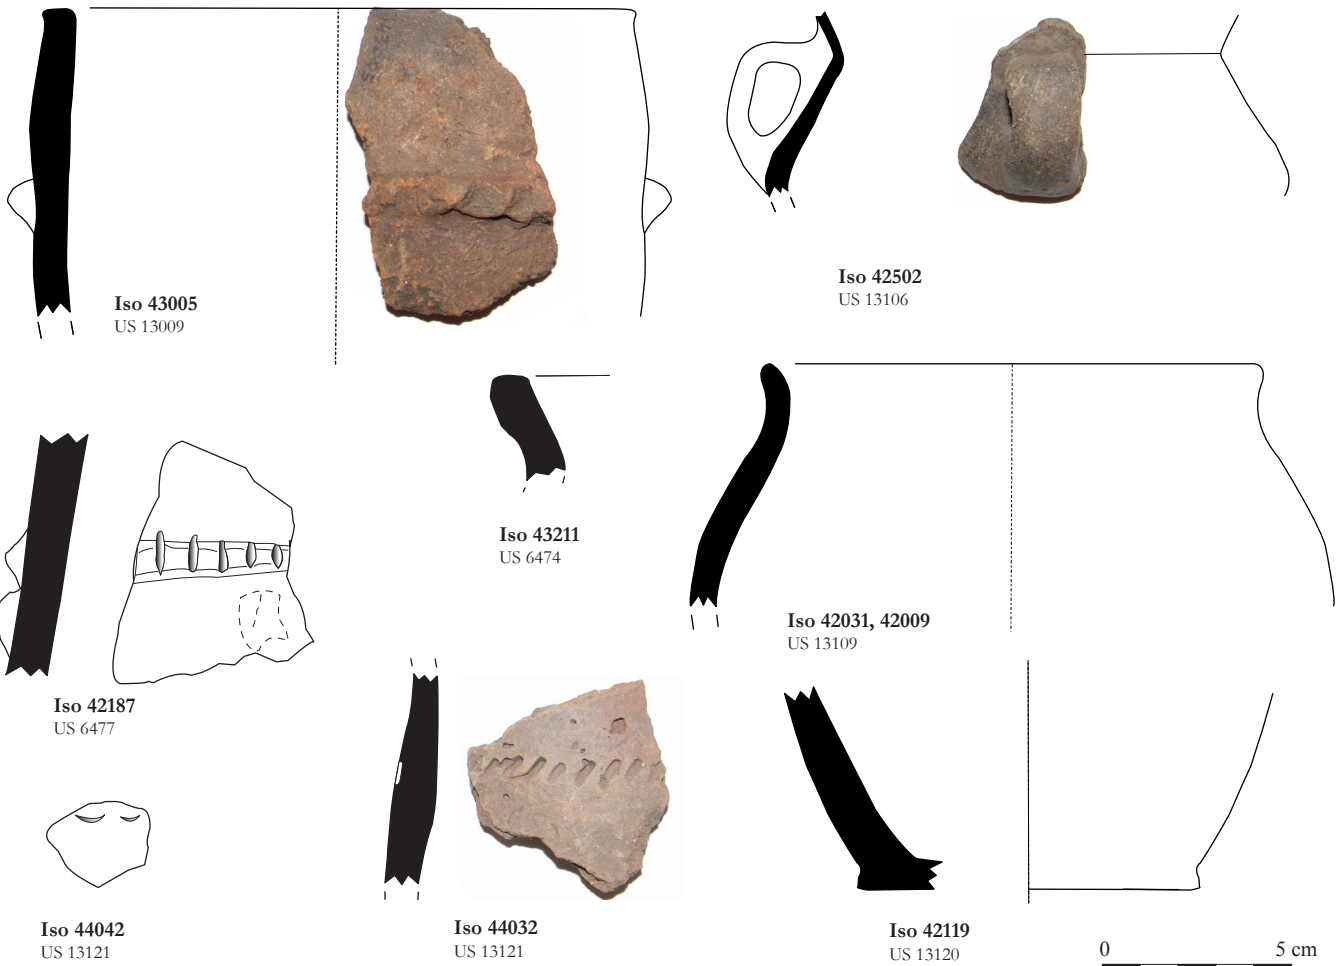 Iso 43005
US 13009
Iso 42502
US 13106
Iso 43211
US 6474
Iso 42031, 42009
US 13109
Iso 42187
US 6477
Iso 44042
US 13121
Iso 44032
US 13121
Iso 42119
US 13120
0 5 cm